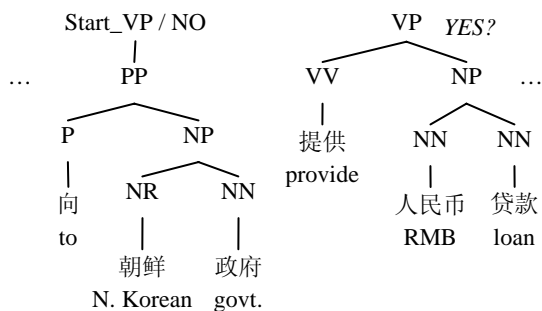 Start_VP / NO VP YES?
… PP VV NP …
P NP 提供 NN NN
provide
向 NR NN 人民币 贷款
to RMB loan
朝鲜 政府
N. Korean govt.